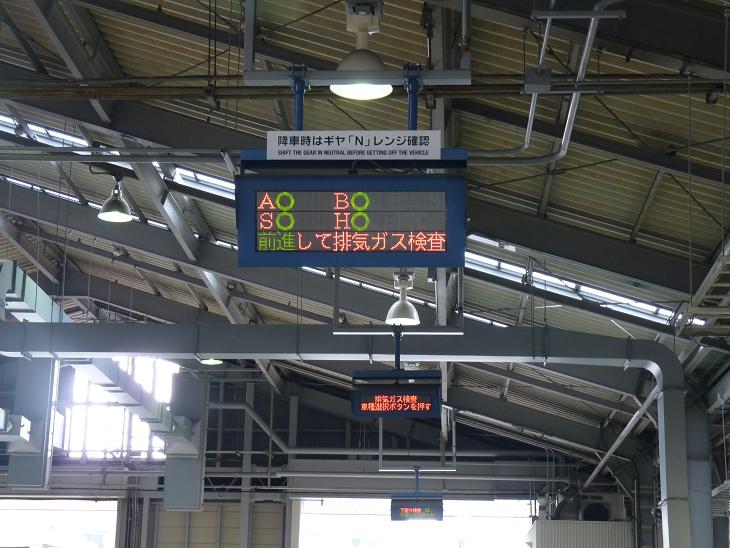 降車時はギヤ「N」レンジ確認
SHIFT THE GEAR IN NEUTRAL BEFORE GETTING OFF THE VEHICLE
A○ B○
S○ H○
前進して排気ガス検査
排気ガス検査
車種選択ボタンを押す